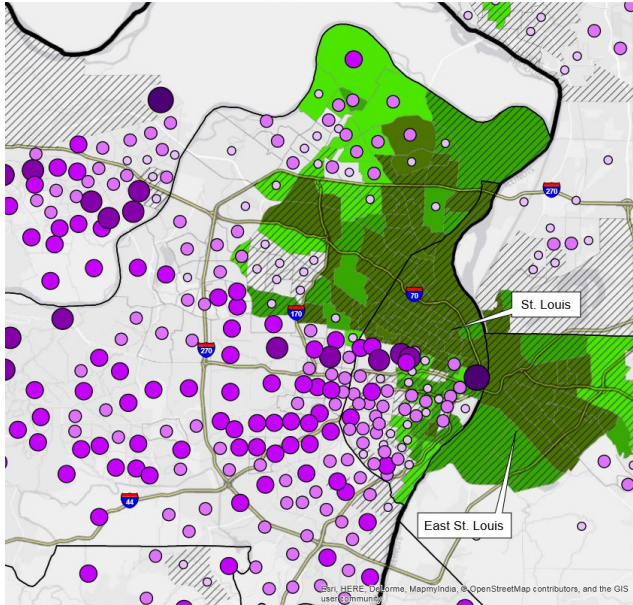 270
St. Louis
70
170
270
44
East St. Louis
Esri, HERE, DeLorme, MapmyIndia, © OpenStreetMap contributors, and the GIS
user community